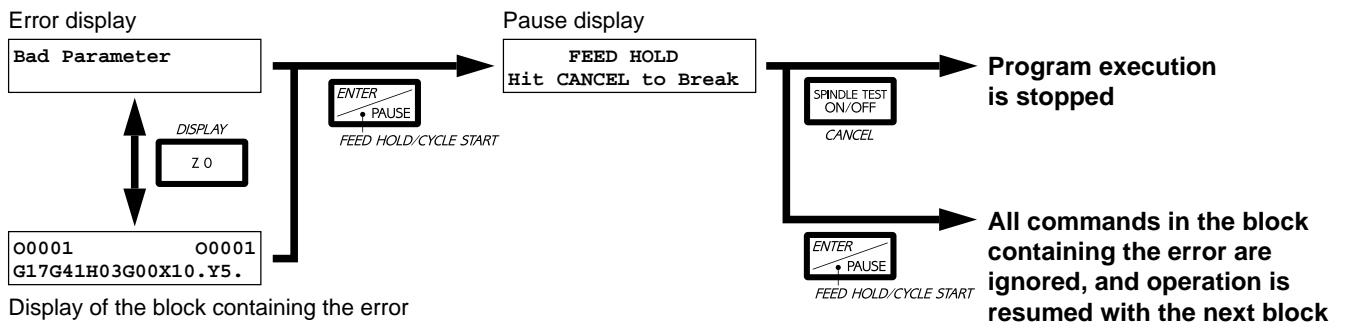 Error display
Bad Parameter
DISPLAY
Z 0
O0001 O0001
G17G41H03G00X10.Y5.
Display of the block containing the error
ENTER
PAUSE
FEED HOLD/CYCLE START
Pause display
FEED HOLD
Hit CANCEL to Break
SPINDLE TEST
ON/OFF
CANCEL
Program execution
is stopped
ENTER
PAUSE
FEED HOLD/CYCLE START
All commands in the block
containing the error are
ignored, and operation is
resumed with the next block